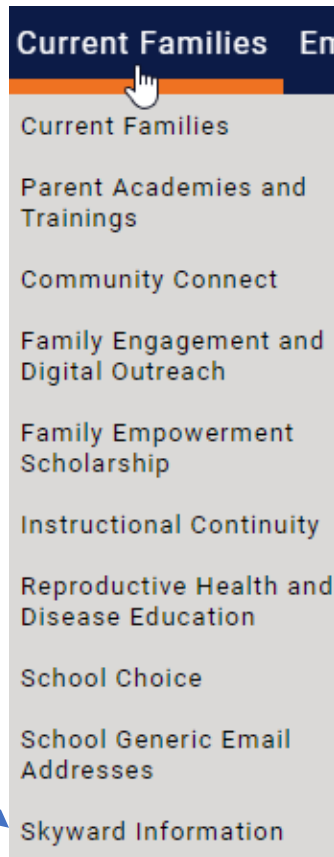 Current Families Em
Current Families
Parent Academies and
Trainings
Community Connect
Family Engagement and
Digital Outreach
Family Empowerment
Scholarship
Instructional Continuity
Reproductive Health and
Disease Education
School Choice
School Generic Email
Addresses
Skyward Information